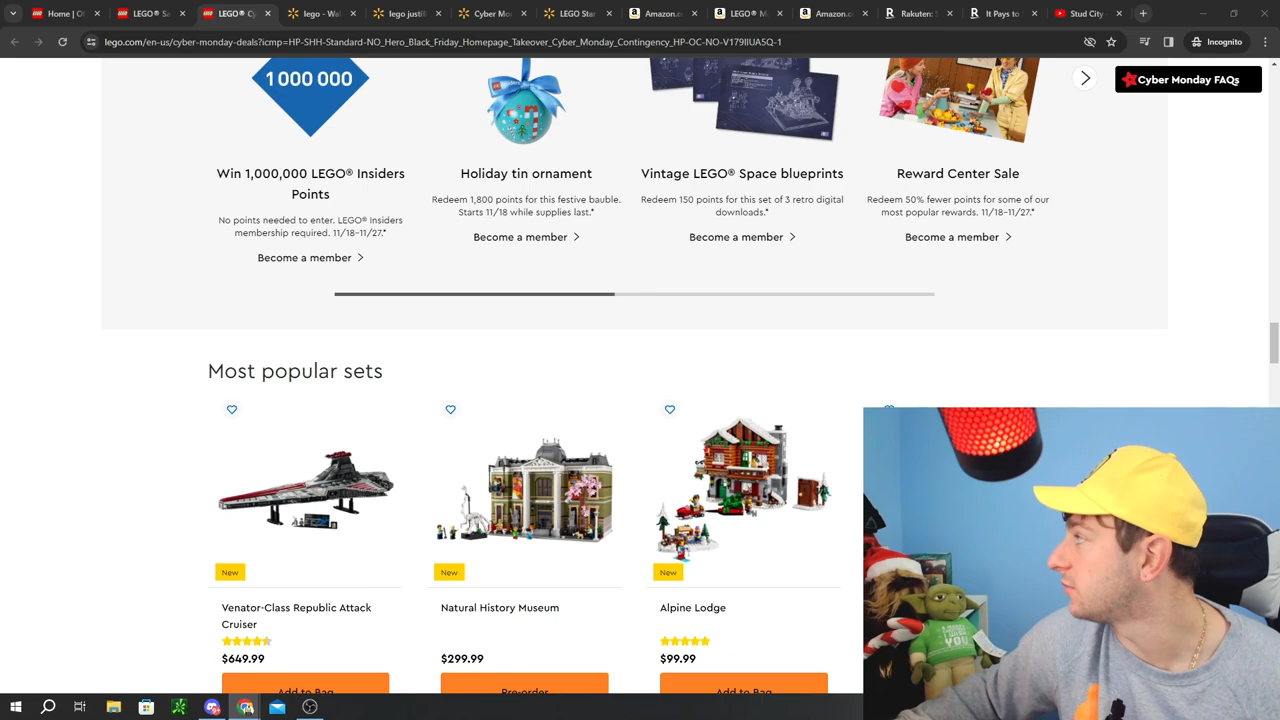 Home | O
LEGO® Sa
LEGO® Cy
lego - Wal
lego justif
Cyber Mo
LEGO Star
Amazon.c
LEGO® M
Amazon.c
Rakuten: S
It Pays to
Stud City
lego.com/en-us/cyber-monday-deals?icmp=HP-SHH-Standard-NO_Hero_Black_Friday_Homepage_Takeover_Cyber_Monday_Contingency_HP-OC-NO-V179IIUA5Q-1
Incognito
Cyber Monday FAQs
1 000 000
Win 1,000,000 LEGO® Insiders
Points
No points needed to enter. LEGO® Insiders
membership required. 11/18-11/27.*
Become a member
Holiday tin ornament
Redeem 1,800 points for this festive bauble.
Starts 11/18 while supplies last.*
Become a member
Vintage LEGO® Space blueprints
Redeem 150 points for this set of 3 retro digital
downloads.*
Become a member
Reward Center Sale
Redeem 50% fewer points for some of our
most popular rewards. 11/18-11/27.*
Become a member
Most popular sets
New
Venator-Class Republic Attack
Cruiser
$649.99
Add to Bag
New
Natural History Museum
$299.99
Pre-order
New
Alpine Lodge
$99.99
Add to Bag
YOU